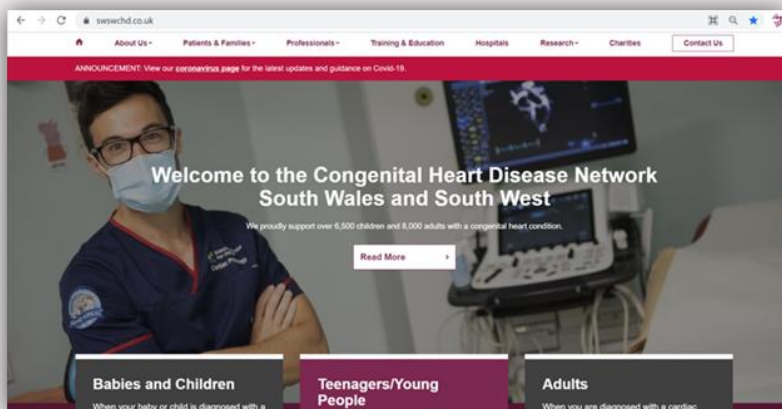 swswchd.co.uk
About Us
Patients & Families
Professionals
Training & Education
Hospitals
Research
Charities
Contact Us
ANNOUNCEMENT: View our coronavirus page for the latest updates and guidance on Covid-19.
Welcome to the Congenital Heart Disease Network
South Wales and South West
We proudly support over 6,500 children and 8,000 adults with a congenital heart condition.
Read More
Babies and Children
When your baby or child is diagnosed with a
Teenagers/Young
People
Adults
When you are diagnosed with a cardiac